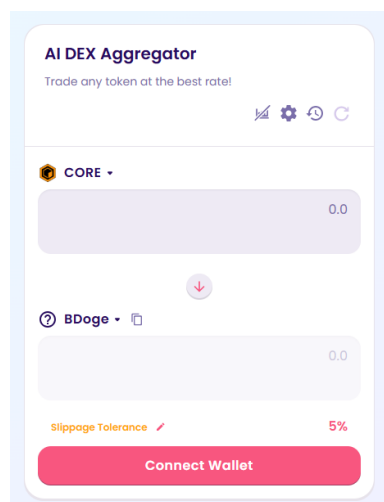 AI DEX Aggregator
Trade any token at the best rate!
CORE
0.0
BDoge
0.0
Slippage Tolerance 5%
Connect Wallet